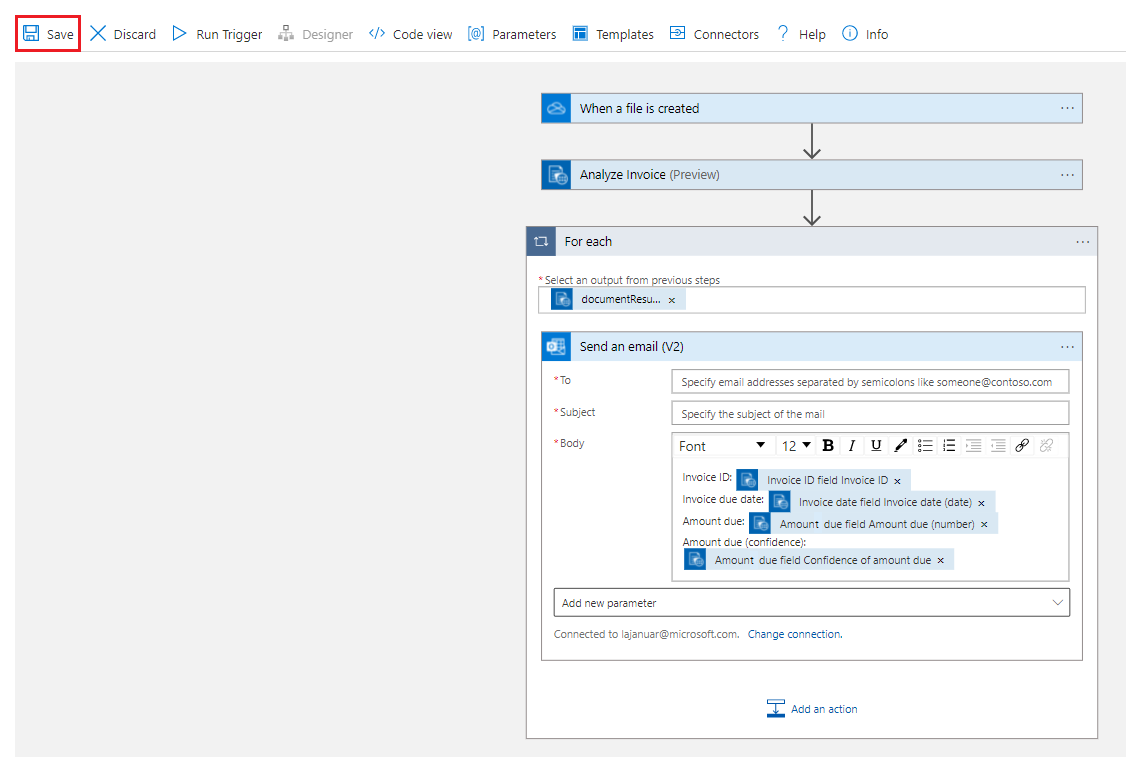 Save Discard Run Trigger Designer Code view Parameters Templates Connectors ? Help Info
When a file is created ...
Analyze Invoice (Preview) ...
For each ...
*Select an output from previous steps
documentResu... ×
Send an email (V2) ...
*To Specify email addresses separated by semicolons like someone@contoso.com
*Subject Specify the subject of the mail
*Body Font 12 B I U
Invoice ID: Invoice ID field Invoice ID ×
Invoice due date: Invoice date field Invoice date (date) ×
Amount due: Amount due field Amount due (number) ×
Amount due (confidence):
Amount due field Confidence of amount due ×
Add new parameter
Connected to lajanuar@microsoft.com. Change connection.
Add an action